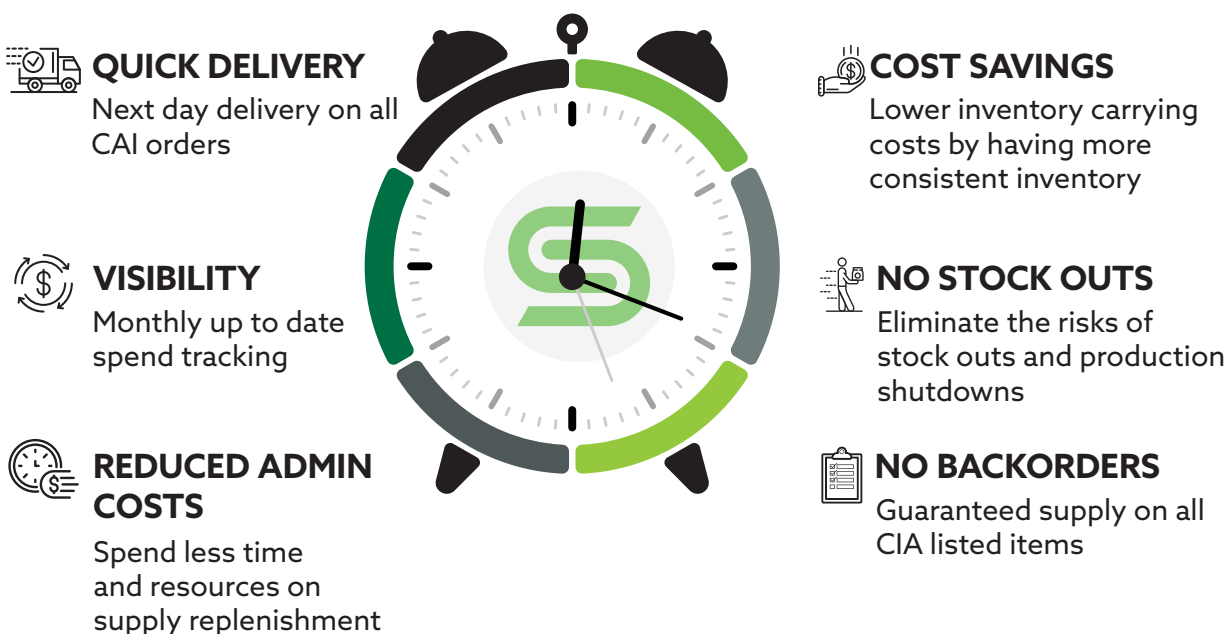 QUICK DELIVERY
Next day delivery on all
CAI orders
VISIBILITY
Monthly up to date
spend tracking
REDUCED ADMIN
COSTS
Spend less time
and resources on
supply replenishment
COST SAVINGS
Lower inventory carrying
costs by having more
consistent inventory
NO STOCK OUTS
Eliminate the risks of
stock outs and production
shutdowns
NO BACKORDERS
Guaranteed supply on all
CIA listed items